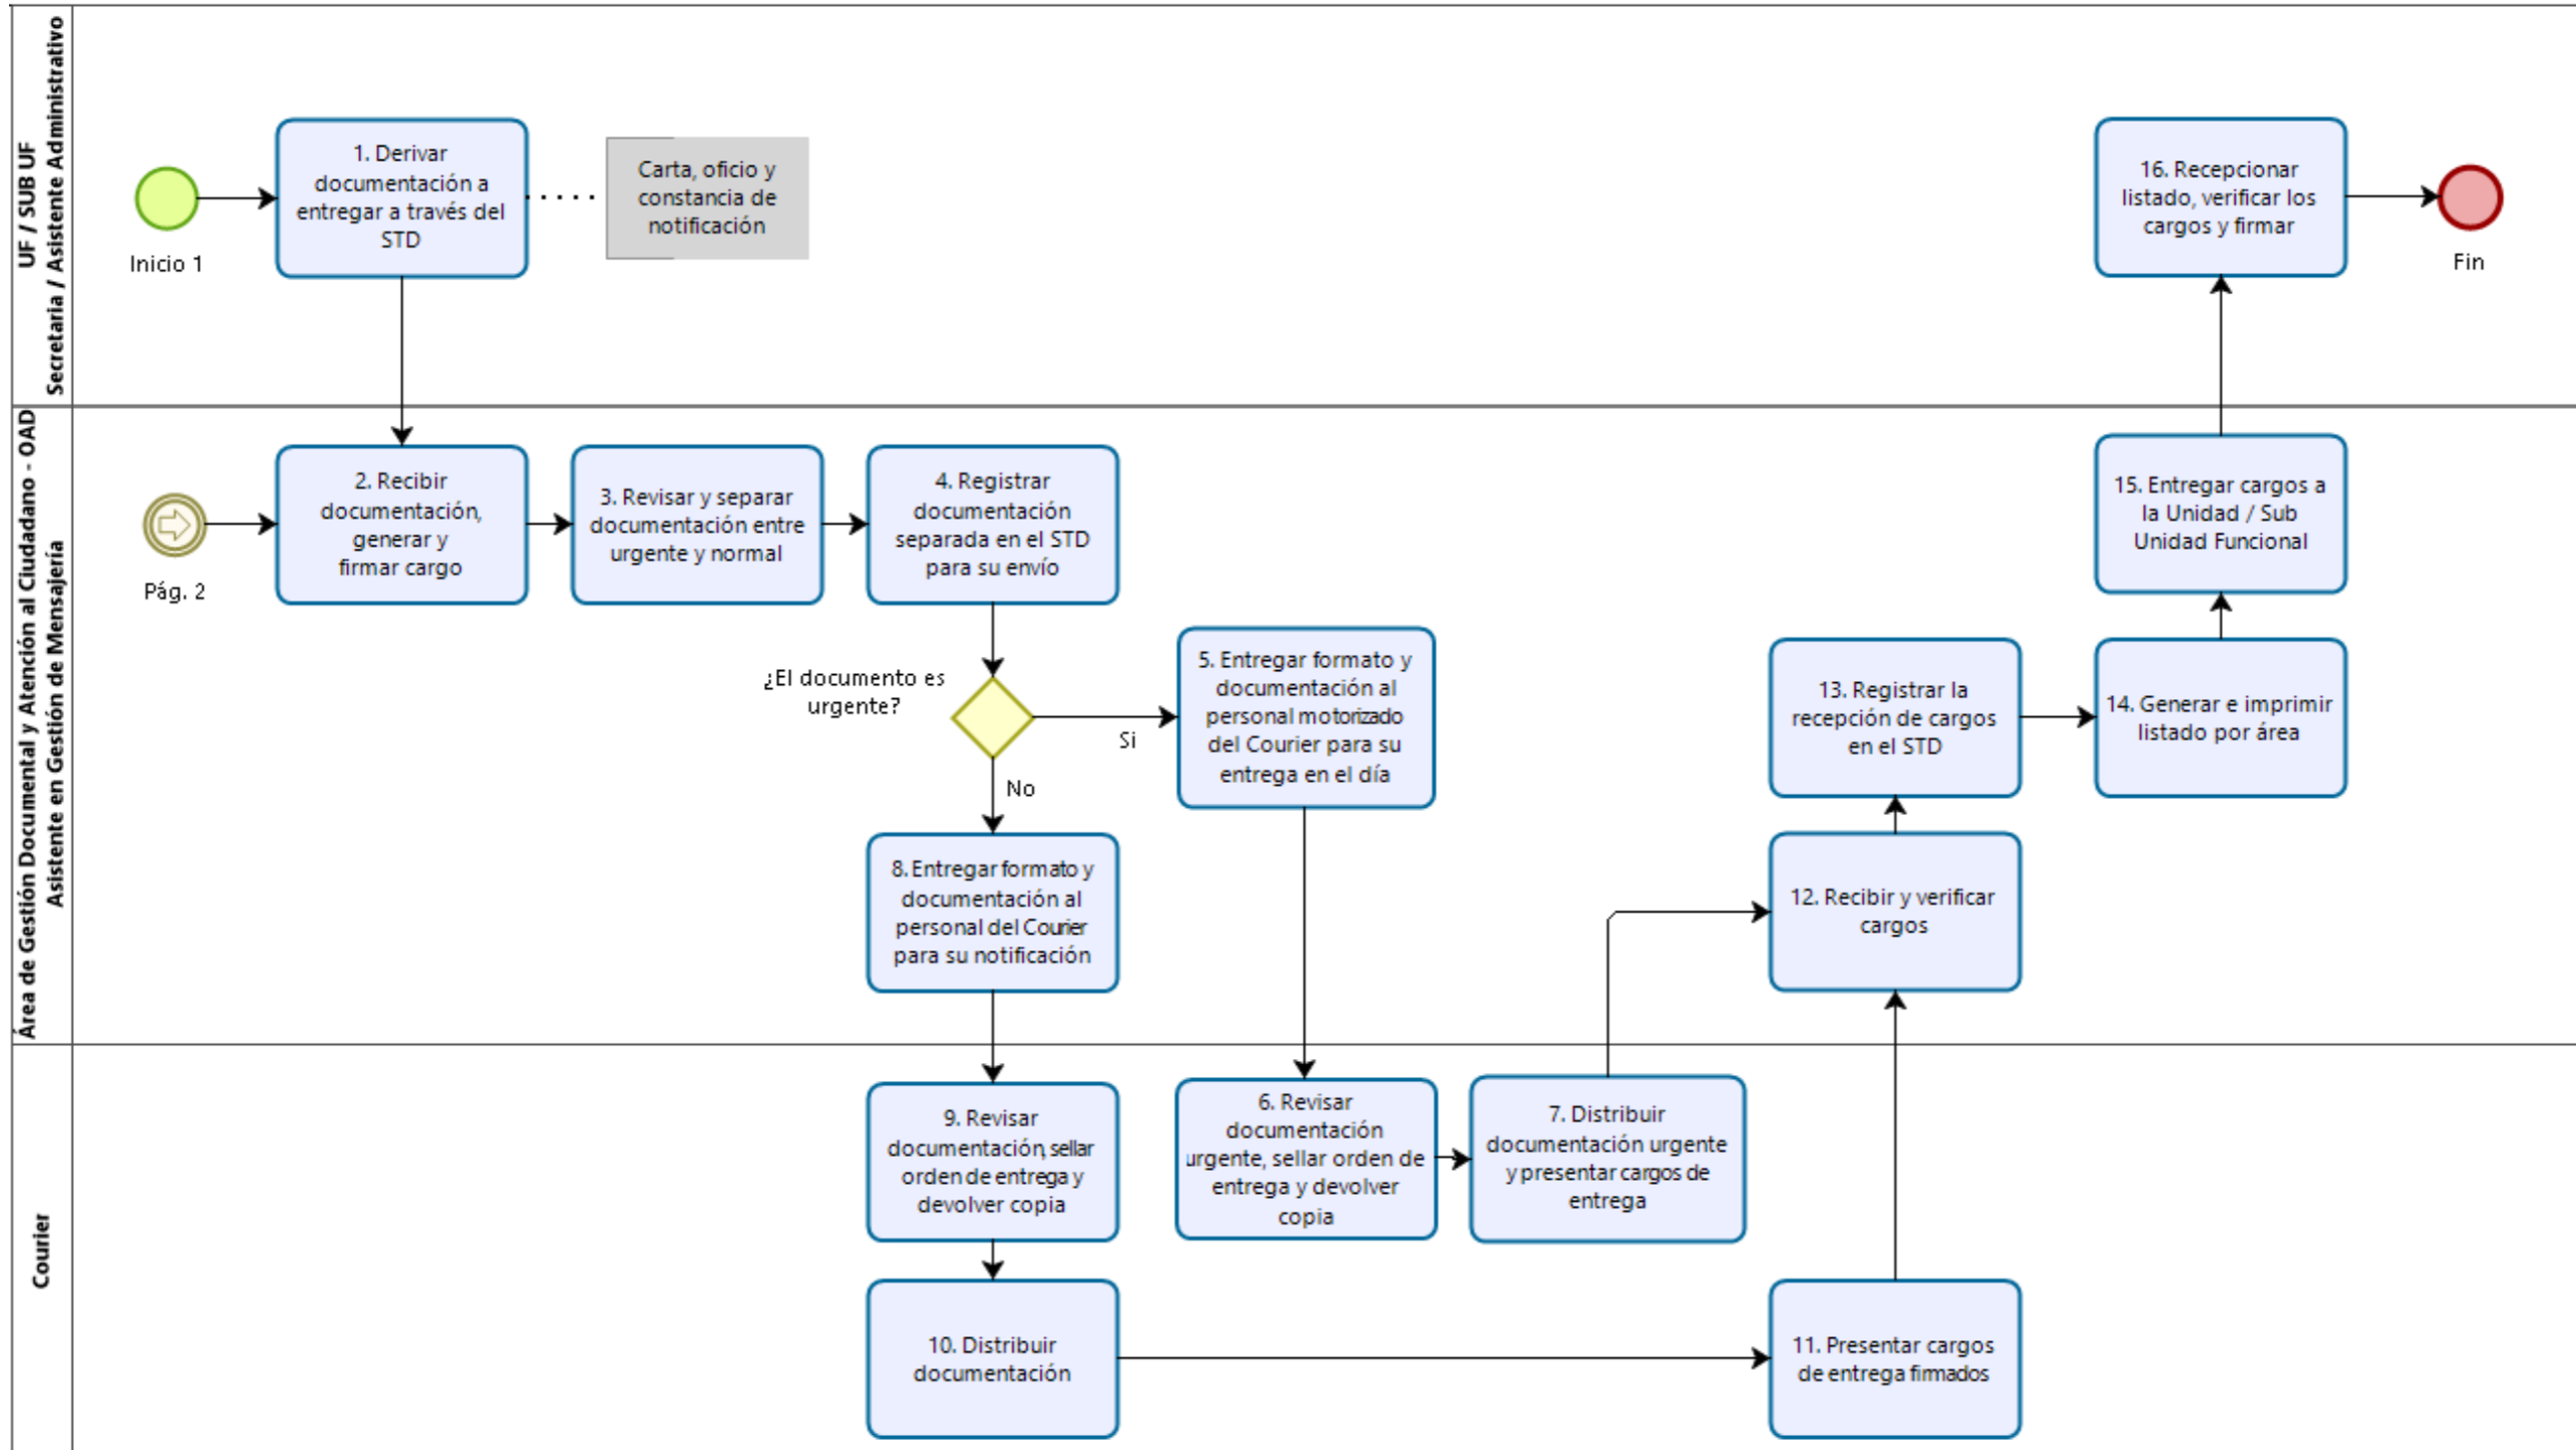 UF / SUB UF
Secretaria / Asistente Administrativo
Inicio 1
1. Derivar
documentación a
entregar a través del
STD
Carta, oficio y
constancia de
notificación
16. Recepcionar
listado, verificar los
cargos y firmar
Fin
Área de Gestión Documental y Atención al Ciudadano - OAD
Asistente en Gestión de Mensajería
Pág. 2
2. Recibir
documentación,
generar y
firmar cargo
3. Revisar y separar
documentación entre
urgente y normal
4. Registrar
documentación
separada en el STD
para su envío
¿El documento es
urgente?
Si
No
5. Entregar formato y
documentación al
personal motorizado
del Courier para su
entrega en el día
8. Entregar formato y
documentación al
personal del Courier
para su notificación
12. Recibir y verificar
cargos
13. Registrar la
recepción de cargos
en el STD
14. Generar e imprimir
listado por área
15. Entregar cargos a
la Unidad / Sub
Unidad Funcional
Courier
9. Revisar
documentación, sellar
orden de entrega y
devolver copia
6. Revisar
documentación
urgente, sellar orden de
entrega y devolver
copia
7. Distribuir
documentación urgente
y presentar cargos de
entrega
10. Distribuir
documentación
11. Presentar cargos
de entrega firmados